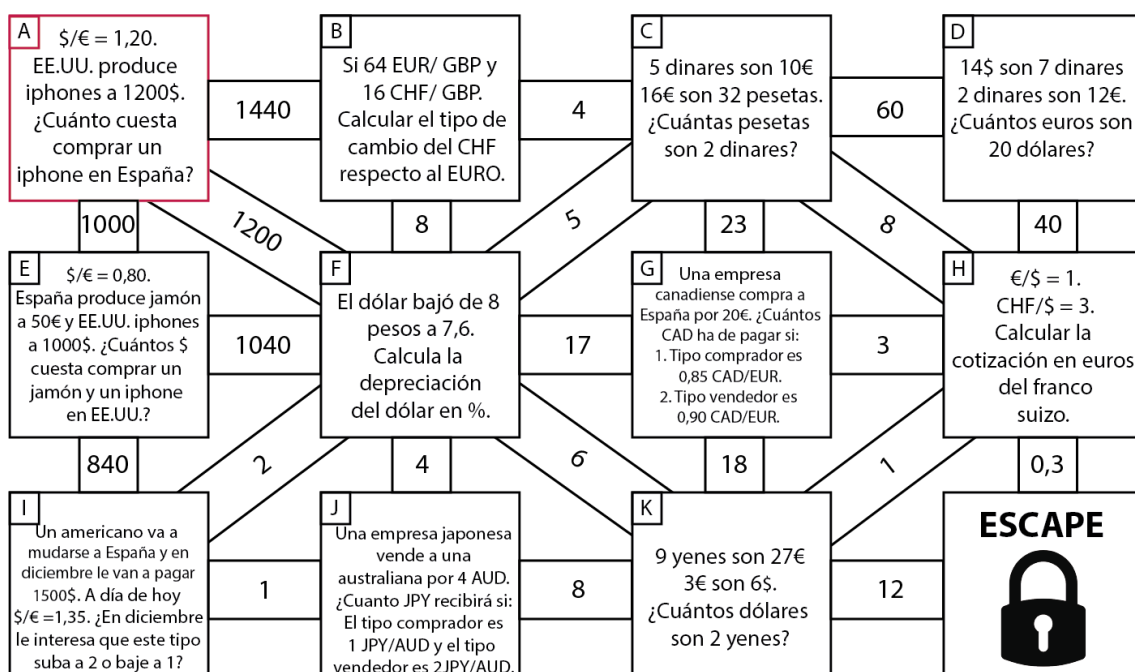 A
$/€ = 1,20.
EE.UU. produce
iphones a 1200$.
¿Cuánto cuesta
comprar un
iphone en España?
1440
B
Si 64 EUR/ GBP y
16 CHF/ GBP.
Calcular el tipo de
cambio del CHF
respecto al EURO.
4
C
5 dinares son 10€
16€ son 32 pesetas.
¿Cuántas pesetas
son 2 dinares?
60
D
14$ son 7 dinares
2 dinares son 12€.
¿Cuántos euros son
20 dólares?
1000
1200
8
5
23
8
40
E
$/€ = 0,80.
España produce jamón
a 50€ y EE.UU. iphones
a 1000$. ¿Cuántos $
cuesta comprar un
jamón y un iphone
en EE.UU.?
1040
F
El dólar bajó de 8
pesos a 7,6.
Calcula la
depreciación
del dólar en %.
17
G
Una empresa
canadiense compra a
España por 20€. ¿Cuántos
CAD ha de pagar si:
1. Tipo comprador es
0,85 CAD/EUR.
2. Tipo vendedor es
0,90 CAD/EUR.
3
H
€/$ = 1.
CHF/$ = 3.
Calcular la
cotización en euros
del franco
suizo.
840
2
4
6
18
1
0,3
I
Un americano va a
mudarse a España y en
diciembre le van a pagar
1500$. A día de hoy
$/€ =1,35. ¿En diciembre
le interesa que este tipo
suba a 2 o baje a 1?
1
J
Una empresa japonesa
vende a una
australiana por 4 AUD.
¿Cuanto JPY recibirá si:
El tipo comprador es
1 JPY/AUD y el tipo
vendedor es 2JPY/AUD.
8
K
9 yenes son 27€
3€ son 6$.
¿Cuántos dólares
son 2 yenes?
12
ESCAPE